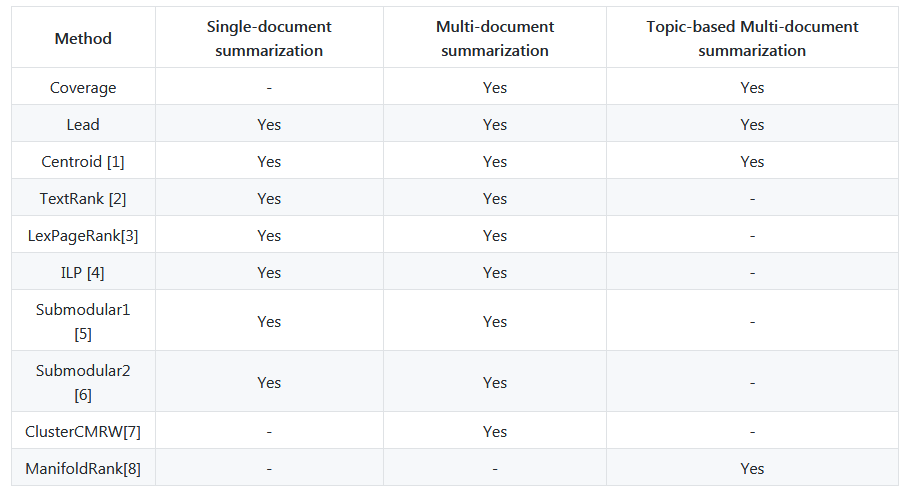 Method Single-document summarization Multi-document summarization Topic-based Multi-document summarization
Coverage - Yes Yes
Lead Yes Yes Yes
Centroid [1] Yes Yes Yes
TextRank [2] Yes Yes -
LexPageRank[3] Yes Yes -
ILP [4] Yes Yes -
Submodular1 [5] Yes Yes -
Submodular2 [6] Yes Yes -
ClusterCMRW[7] - Yes -
ManifoldRank[8] - - Yes